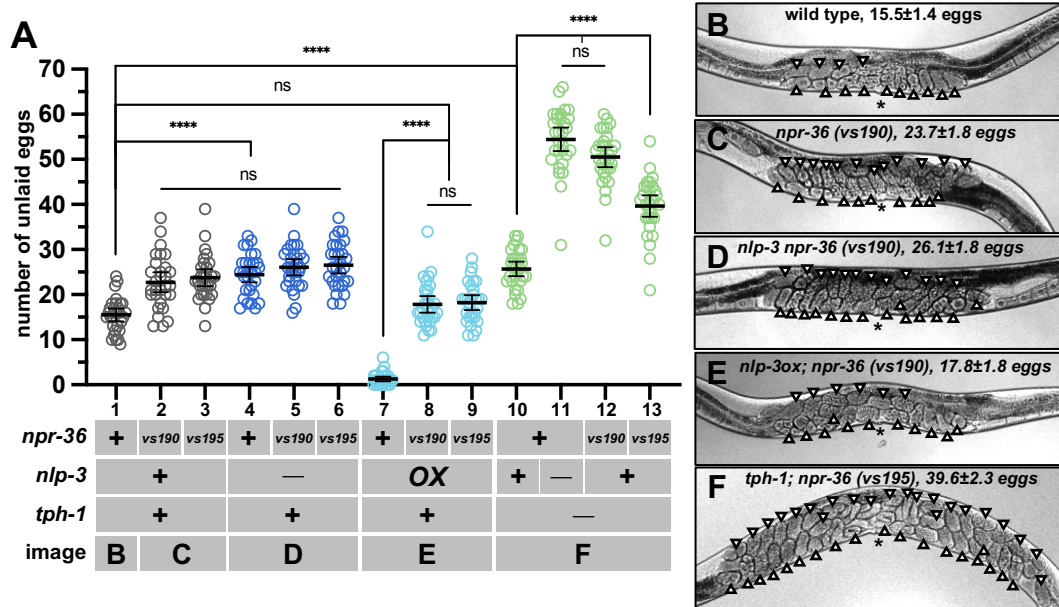 A
number of unlaid eggs
70
60
50
40
30
20
10
0
****
****
ns
****
****
ns
ns
ns
1 2 3 4 5 6 7 8 9 10 11 12 13
npr-36 + vs190 vs195 + vs190 vs195 + vs190 vs195 + vs190 vs195
nlp-3 + — OX + — +
tph-1 + + + —
image B C D E F
B
wild type, 15.5±1.4 eggs
*
C
npr-36 (vs190), 23.7±1.8 eggs
*
D
nlp-3 npr-36 (vs190), 26.1±1.8 eggs
*
E
nlp-3ox; npr-36 (vs190), 17.8±1.8 eggs
*
F
tph-1; npr-36 (vs195), 39.6±2.3 eggs
*